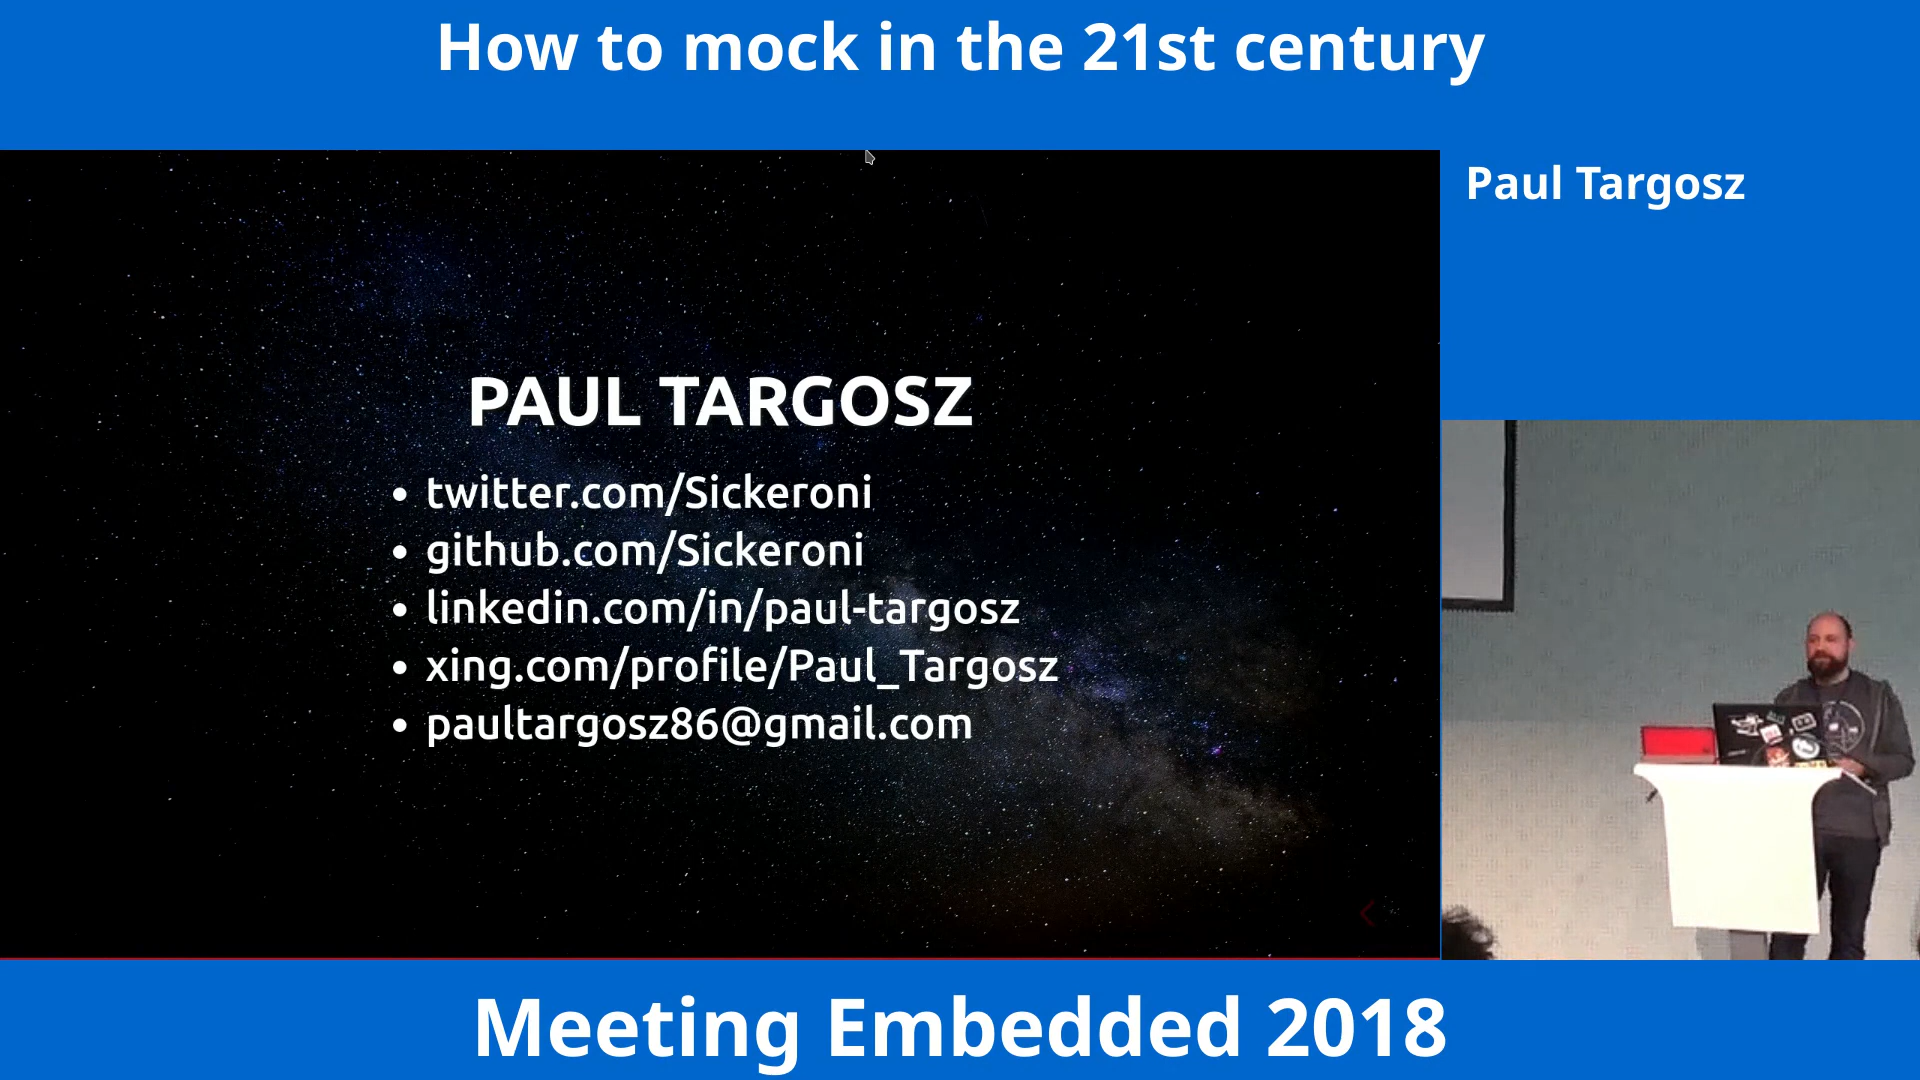 How to mock in the 21st century
Paul Targosz
PAUL TARGOSZ
twitter.com/Sickeroni
github.com/Sickeroni
linkedin.com/in/paul-targosz
xing.com/profile/Paul_Targosz
paultargosz86@gmail.com
Meeting Embedded 2018